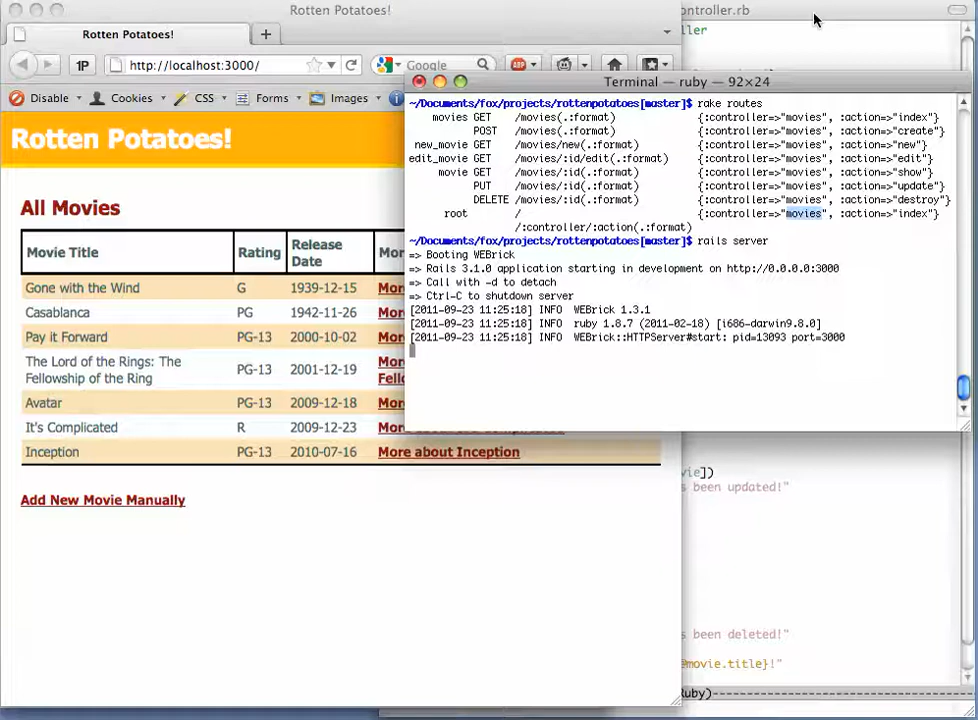 Rotten Potatoes!
ontroller.rb
Rotten Potatoes!
ller
1P http://localhost:3000/ Google ABP
Disable Cookies CSS Forms Images
Rotten Potatoes!
All Movies
Movie Title Rating Release Date Mor
Gone with the Wind G 1939-12-15 Mor
Casablanca PG 1942-11-26 Mor
Pay it Forward PG-13 2000-10-02 Mor
The Lord of the Rings: The Fellowship of the Ring PG-13 2001-12-19 Mor Fello
Avatar PG-13 2009-12-18 Mor
It's Complicated R 2009-12-23
Inception PG-13 2010-07-16 More about Inception
Add New Movie Manually
Terminal — ruby — 92×24
~/Documents/fox/projects/rottenpotatoes[master]$ rake routes
movies GET /movies(.:format) {:controller=>"movies", :action=>"index"}
POST /movies(.:format) {:controller=>"movies", :action=>"create"}
new_movie GET /movies/new(.:format) {:controller=>"movies", :action=>"new"}
edit_movie GET /movies/:id/edit(.:format) {:controller=>"movies", :action=>"edit"}
movie GET /movies/:id(.:format) {:controller=>"movies", :action=>"show"}
PUT /movies/:id(.:format) {:controller=>"movies", :action=>"update"}
DELETE /movies/:id(.:format) {:controller=>"movies", :action=>"destroy"}
root / {:controller=>"movies", :action=>"index"}
/:controller/:action(.:format)
~/Documents/fox/projects/rottenpotatoes[master]$ rails server
=> Booting WEBrick
=> Rails 3.1.0 application starting in development on http://0.0.0.0:3000
=> Call with -d to detach
=> Ctrl-C to shutdown server
[2011-09-23 11:25:18] INFO WEBrick 1.3.1
[2011-09-23 11:25:18] INFO ruby 1.8.7 (2011-02-18) [i686-darwin9.8.0]
[2011-09-23 11:25:18] INFO WEBrick::HTTPServer#start: pid=13093 port=3000
vie])
s been updated!"
s been deleted!"
@movie.title}!"
Ruby)